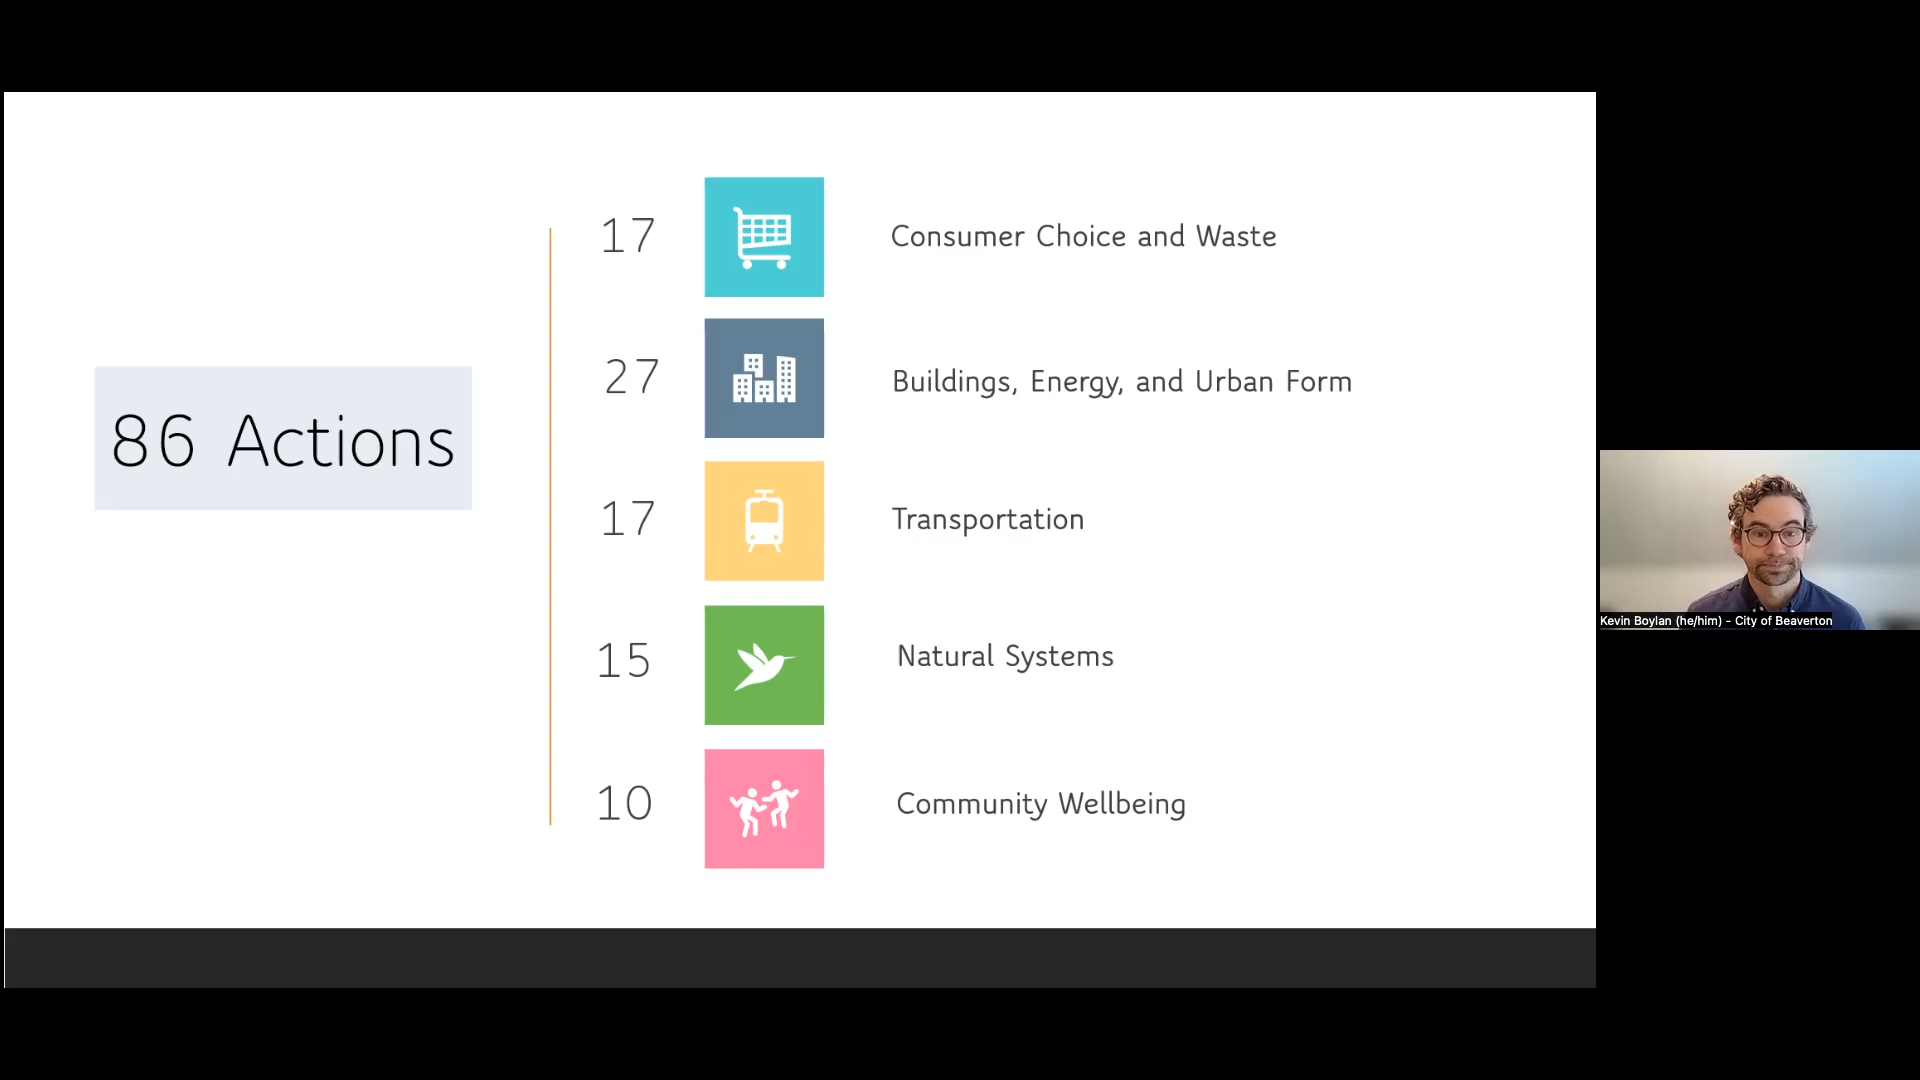 86 Actions
17
Consumer Choice and Waste
27
Buildings, Energy, and Urban Form
17
Transportation
15
Natural Systems
10
Community Wellbeing
Kevin Boylan (he/him) - City of Beaverton